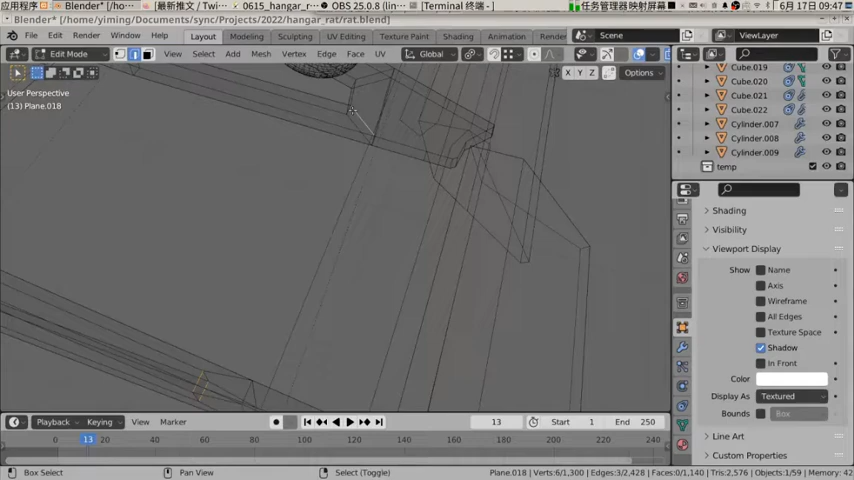 应用程序 Blender* [/ho... [最新推文 / Twi... 0615_hangar_r... OBS 25.0.8 (lin... [Terminal 终端 - ... 任务管理器映射屏幕 6月17日 09:47
Blender* [/home/yiming/Documents/sync/Projects/2022/hangar_rat/rat.blend]
File Edit Render Window Help Layout Modeling Sculpting UV Editing Texture Paint Shading Animation Render Scene ViewLayer
Edit Mode View Select Add Mesh Vertex Edge Face UV Global
X Y Z Options
User Perspective
(13) Plane.018
Cube.019
Cube.020
Cube.021
Cube.022
Cylinder.007
Cylinder.008
Cylinder.009
temp
Shading
Visibility
Viewport Display
Show Name
Axis
Wireframe
All Edges
Texture Space
Shadow
In Front
Color
Display As Textured
Bounds Box
Line Art
Custom Properties
Playback Keying View Marker 13 Start 1 End 250
0 13 20 40 60 80 100 120 140 160 180 200 220 240
Box Select Pan View Select (Toggle) Plane.018 | Verts:6/1,300 | Edges:3/2,428 | Faces:0/1,140 | Tris:2,576 | Objects:1/59 | Memory: 42